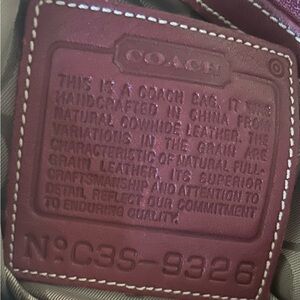 COACH
THIS IS A COACH BAG. IT WAS
HANDCRAFTED IN CHINA FROM
NATURAL COWHIDE LEATHER. THE
VARIATIONS IN THE GRAIN ARE
CHARACTERISTIC OF NATURAL FULL-
GRAIN LEATHER. ITS SUPERIOR
CRAFTSMANSHIP AND ATTENTION TO
DETAIL REFLECT OUR COMMITMENT
TO ENDURING QUALITY.
Nº C3S-9326